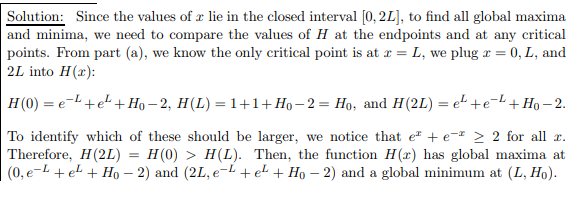 Solution: Since the values of x lie in the closed interval [0, 2L], to find all global maxima
and minima, we need to compare the values of H at the endpoints and at any critical
points. From part (a), we know the only critical point is at x = L, we plug x = 0, L, and
2L into H(x):
H(0) = e^{-L} + e^{L} + H_0 − 2, H(L) = 1 + 1 + H_0 − 2 = H_0, and H(2L) = e^{L} + e^{-L} + H_0 − 2.
To identify which of these should be larger, we notice that e^{x} + e^{-x} ≥ 2 for all x.
Therefore, H(2L) = H(0) > H(L). Then, the function H(x) has global maxima at
(0, e^{-L} + e^{L} + H_0 − 2) and (2L, e^{-L} + e^{L} + H_0 − 2) and a global minimum at (L, H_0).